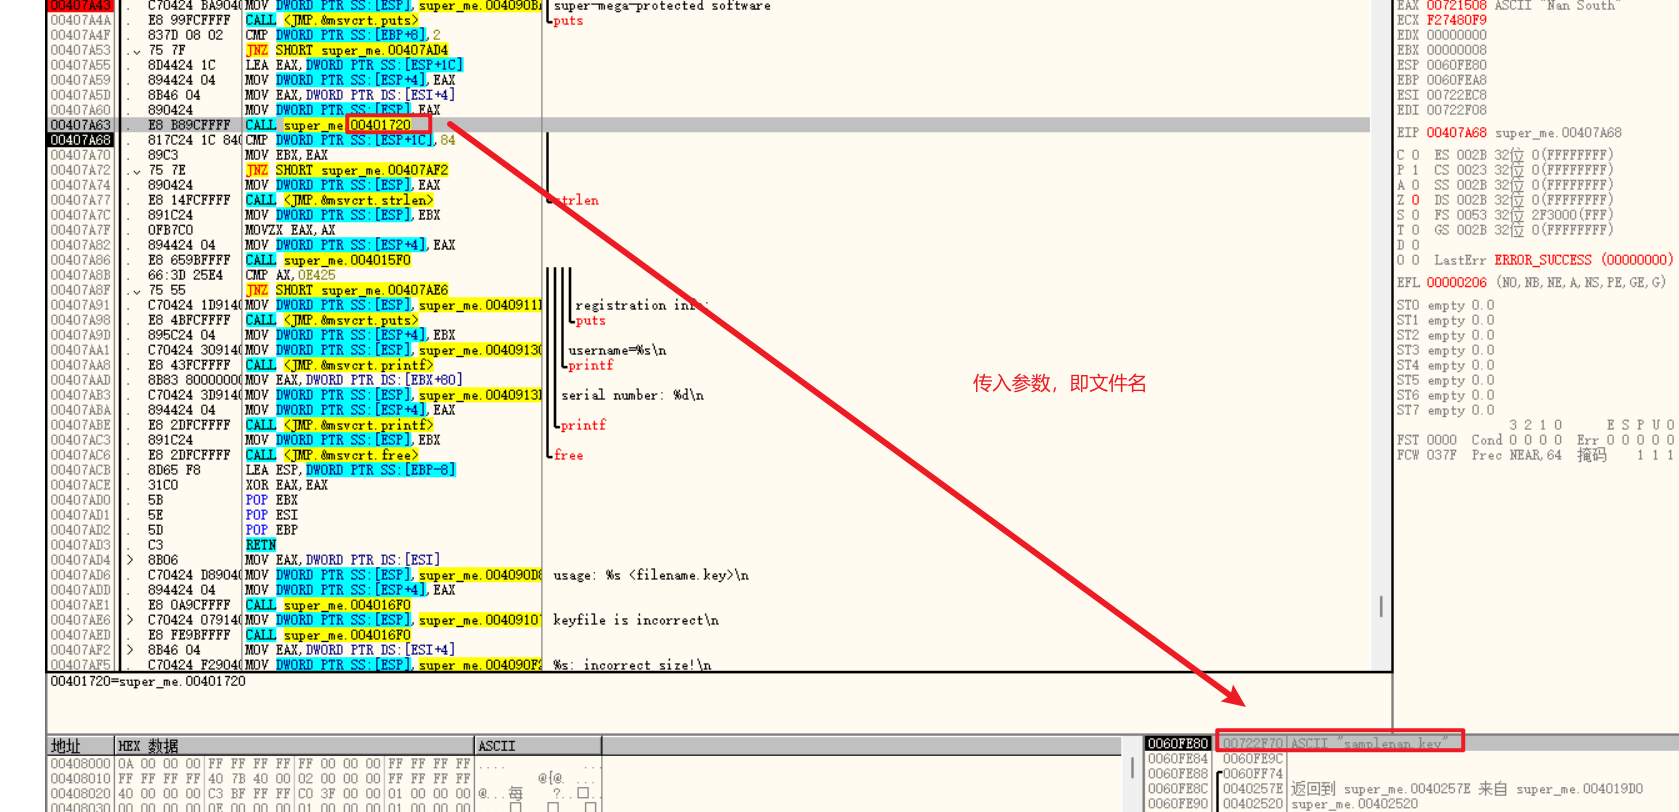 00407A43 . C70424 BA9040 MOV DWORD PTR SS:[ESP],super_me.004090BA super-mega-protected software
00407A4A . E8 99FCFFFF CALL <JMP.&msvcrt.puts> puts
00407A4F . 837D 08 02 CMP DWORD PTR SS:[EBP+8],2
00407A53 . 75 7F JNZ SHORT super_me.00407AD4
00407A55 . 8D4424 1C LEA EAX,DWORD PTR SS:[ESP+1C]
00407A59 . 894424 04 MOV DWORD PTR SS:[ESP+4],EAX
00407A5D . 8B46 04 MOV EAX,DWORD PTR DS:[ESI+4]
00407A60 . 890424 MOV DWORD PTR SS:[ESP],EAX
00407A63 . E8 B89CFFFF CALL super_me.00401720
00407A68 . 817C24 1C 840 CMP DWORD PTR SS:[ESP+1C],84
00407A70 . 89C3 MOV EBX,EAX
00407A72 . 75 7E JNZ SHORT super_me.00407AF2
00407A74 . 890424 MOV DWORD PTR SS:[ESP],EAX
00407A77 . E8 14FCFFFF CALL <JMP.&msvcrt.strlen> strlen
00407A7C . 891C24 MOV DWORD PTR SS:[ESP],EBX
00407A7F . 0FB7C0 MOVZX EAX,AX
00407A82 . 894424 04 MOV DWORD PTR SS:[ESP+4],EAX
00407A86 . E8 659BFFFF CALL super_me.004015F0
00407A8B . 66:3D 25E4 CMP AX,0E425
00407A8F . 75 55 JNZ SHORT super_me.00407AE6
00407A91 . C70424 1D9140 MOV DWORD PTR SS:[ESP],super_me.0040911D registration info:
00407A98 . E8 4BFCFFFF CALL <JMP.&msvcrt.puts> puts
00407A9D . 895C24 04 MOV DWORD PTR SS:[ESP+4],EBX
00407AA1 . C70424 309140 MOV DWORD PTR SS:[ESP],super_me.00409130 username=%s\n
00407AA8 . E8 43FCFFFF CALL <JMP.&msvcrt.printf> printf
00407AAD . 8B83 80000000 MOV EAX,DWORD PTR DS:[EBX+80]
00407AB3 . C70424 3D9140 MOV DWORD PTR SS:[ESP],super_me.0040913D serial number: %d\n
00407ABA . 894424 04 MOV DWORD PTR SS:[ESP+4],EAX
00407ABE . E8 2DFCFFFF CALL <JMP.&msvcrt.printf> printf
00407AC3 . 891C24 MOV DWORD PTR SS:[ESP],EBX
00407AC6 . E8 2DFCFFFF CALL <JMP.&msvcrt.free> free
00407ACB . 8D65 F8 LEA ESP,DWORD PTR SS:[EBP-8]
00407ACE . 31C0 XOR EAX,EAX
00407AD0 . 5B POP EBX
00407AD1 . 5E POP ESI
00407AD2 . 5D POP EBP
00407AD3 . C3 RETN
00407AD4 > 8B06 MOV EAX,DWORD PTR DS:[ESI]
00407AD6 . C70424 D89040 MOV DWORD PTR SS:[ESP],super_me.004090D8 usage: %s <filename.key>\n
00407ADD . 894424 04 MOV DWORD PTR SS:[ESP+4],EAX
00407AE1 . E8 0A9CFFFF CALL super_me.004016F0
00407AE6 > C70424 079140 MOV DWORD PTR SS:[ESP],super_me.00409107 keyfile is incorrect\n
00407AED . E8 FE9BFFFF CALL super_me.004016F0
00407AF2 > 8B46 04 MOV EAX,DWORD PTR DS:[ESI+4]
00407AF5 . C70424 F29040 MOV DWORD PTR SS:[ESP],super_me.004090F2 %s: incorrect size!\n
传入参数，即文件名
00401720=super_me.00401720
EAX 00721508 ASCII "Nan South"
ECX F27480F9
EDX 00000000
EBX 00000008
ESP 0060FE80
EBP 0060FEA8
ESI 00722EC8
EDI 00722F08
EIP 00407A68 super_me.00407A68
C 0 ES 002B 32位 0(FFFFFFFF)
P 1 CS 0023 32位 0(FFFFFFFF)
A 0 SS 002B 32位 0(FFFFFFFF)
Z 0 DS 002B 32位 0(FFFFFFFF)
S 0 FS 0053 32位 2F3000(FFF)
T 0 GS 002B 32位 0(FFFFFFFF)
D 0
O 0 LastErr ERROR_SUCCESS (00000000)
EFL 00000206 (NO,NB,NE,A,NS,PE,GE,G)
ST0 empty 0.0
ST1 empty 0.0
ST2 empty 0.0
ST3 empty 0.0
ST4 empty 0.0
ST5 empty 0.0
ST6 empty 0.0
ST7 empty 0.0
3 2 1 0 E S P U O
FST 0000 Cond 0 0 0 0 Err 0 0 0 0 0
FCW 037F Prec NEAR,64 掩码 1 1 1
地址 HEX 数据 ASCII
00408000 0A 00 00 00 FF FF FF FF FF 00 00 00 FF FF FF FF
00408010 FF FF FF FF 40 7B 40 00 02 00 00 00 FF FF FF FF @{@.
00408020 40 00 00 00 C3 BF FF FF C0 3F 00 00 01 00 00 00 @...每
0060FE80 00722F70 ASCII "samplenan.key"
0060FE84 0060FE9C
0060FE88 0060FF74
0060FE8C 0040257E 返回到 super_me.0040257E 来自 super_me.004019D0
0060FE90 00402520 super_me.00402520